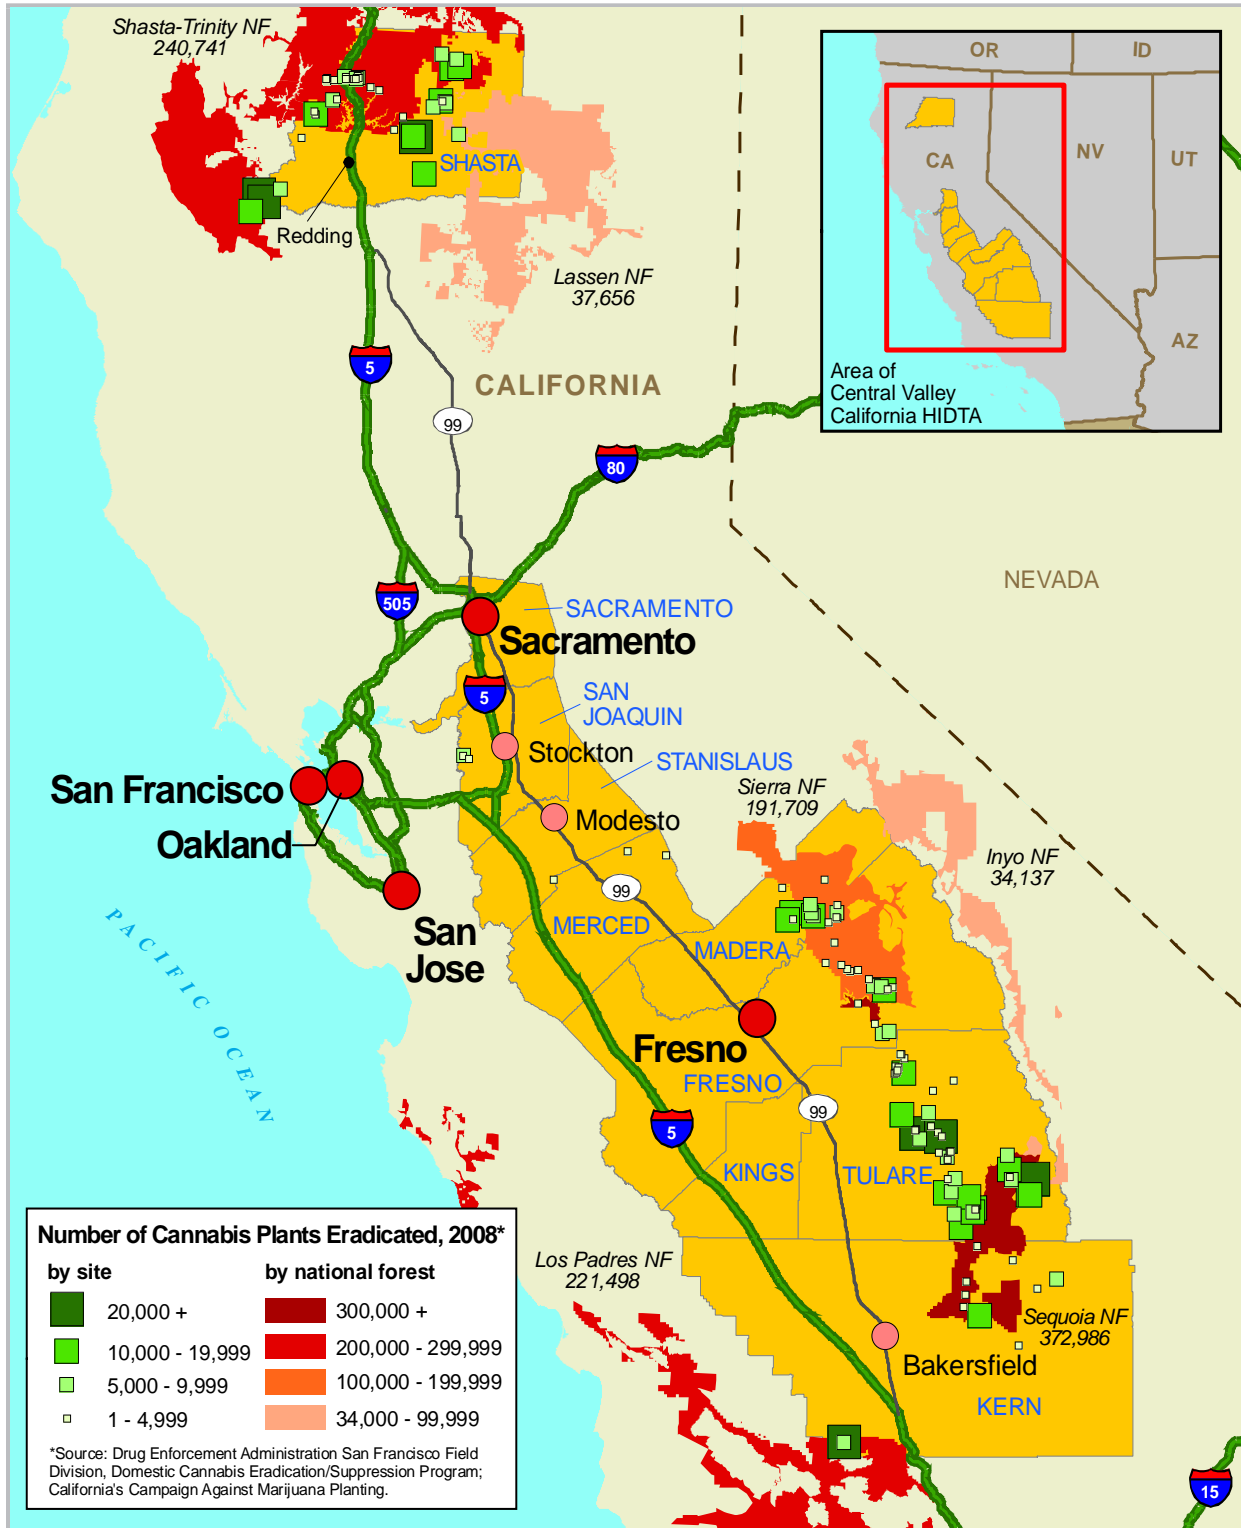 Shasta-Trinity NF
240,741
SHASTA
Redding
Lassen NF
37,656
5
CALIFORNIA
99
80
OR
ID
CA
NV
UT
AZ
Area of
Central Valley
California HIDTA
NEVADA
505
SACRAMENTO
Sacramento
5
SAN
JOAQUIN
Stockton
STANISLAUS
San Francisco
Oakland
Modesto
Sierra NF
191,709
Inyo NF
34,137
99
San
Jose
MERCED
MADERA
PACIFIC OCEAN
Fresno
FRESNO
99
5
KINGS
TULARE
Los Padres NF
221,498
Sequoia NF
372,986
Bakersfield
KERN
15
Number of Cannabis Plants Eradicated, 2008*
by site
20,000 +
10,000 - 19,999
5,000 - 9,999
1 - 4,999
by national forest
300,000 +
200,000 - 299,999
100,000 - 199,999
34,000 - 99,999
*Source: Drug Enforcement Administration San Francisco Field
Division, Domestic Cannabis Eradication/Suppression Program;
California's Campaign Against Marijuana Planting.